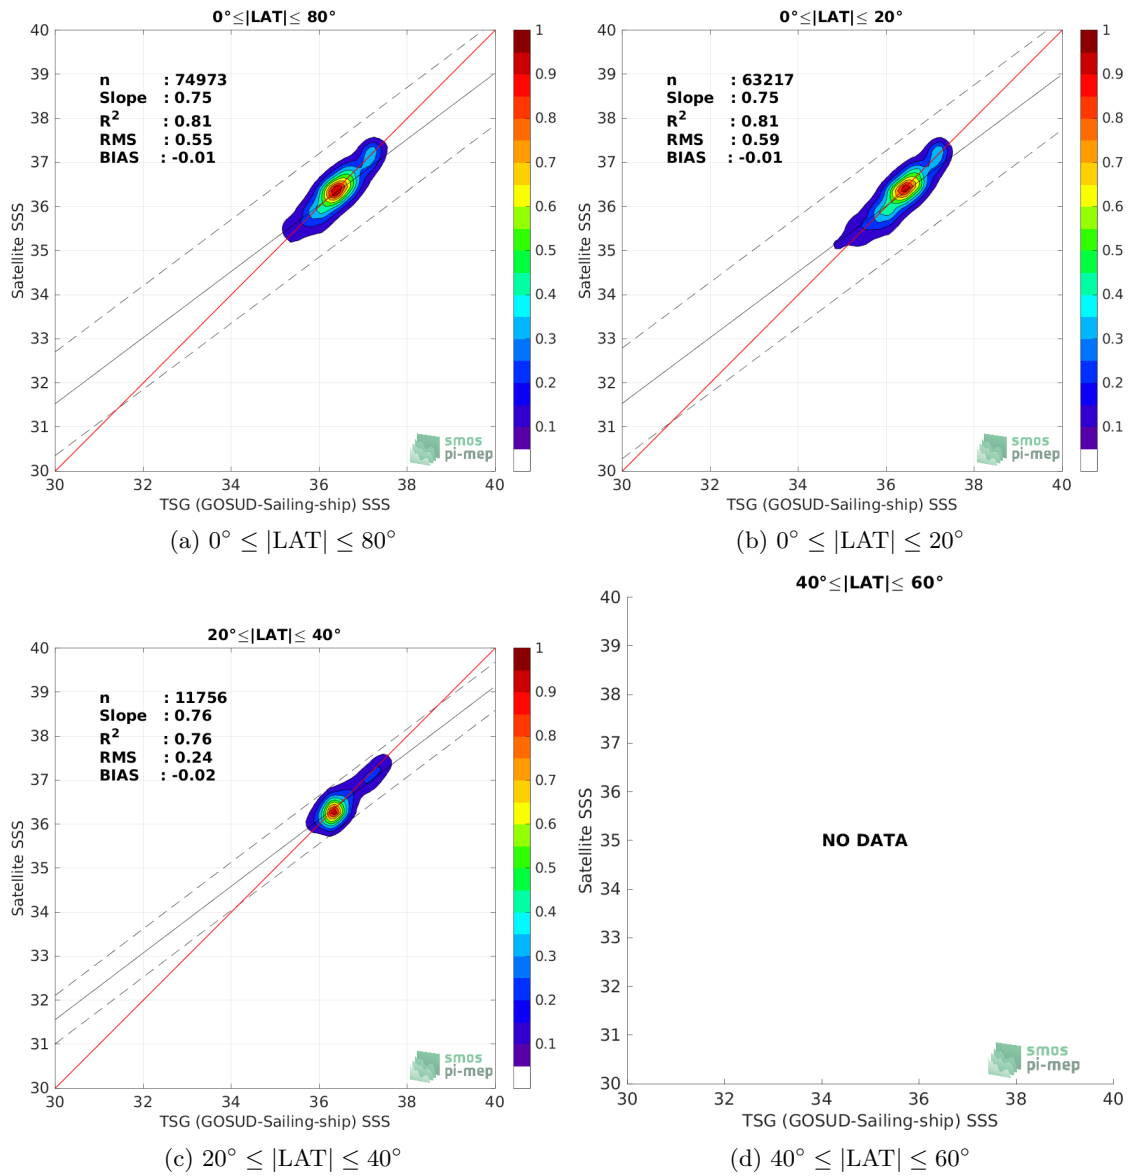 0°≤|LAT|≤ 80°
40
39
38
37
36
35
34
33
32
31
30
Satellite SSS
n : 74973
Slope : 0.75
R2 : 0.81
RMS : 0.55
BIAS : -0.01
smos
pi-mep
30 32 34 36 38 40
TSG (GOSUD-Sailing-ship) SSS
1
0.9
0.8
0.7
0.6
0.5
0.4
0.3
0.2
0.1
(a) 0° ≤ |LAT| ≤ 80°
0°≤|LAT|≤ 20°
40
39
38
37
36
35
34
33
32
31
30
Satellite SSS
n : 63217
Slope : 0.75
R2 : 0.81
RMS : 0.59
BIAS : -0.01
smos
pi-mep
30 32 34 36 38 40
TSG (GOSUD-Sailing-ship) SSS
1
0.9
0.8
0.7
0.6
0.5
0.4
0.3
0.2
0.1
(b) 0° ≤ |LAT| ≤ 20°
20°≤|LAT|≤ 40°
40
39
38
37
36
35
34
33
32
31
30
Satellite SSS
n : 11756
Slope : 0.76
R2 : 0.76
RMS : 0.24
BIAS : -0.02
smos
pi-mep
30 32 34 36 38 40
TSG (GOSUD-Sailing-ship) SSS
1
0.9
0.8
0.7
0.6
0.5
0.4
0.3
0.2
0.1
(c) 20° ≤ |LAT| ≤ 40°
40°≤|LAT|≤ 60°
40
39
38
37
36
35
34
33
32
31
30
Satellite SSS
NO DATA
smos
pi-mep
30 32 34 36 38 40
TSG (GOSUD-Sailing-ship) SSS
(d) 40° ≤ |LAT| ≤ 60°